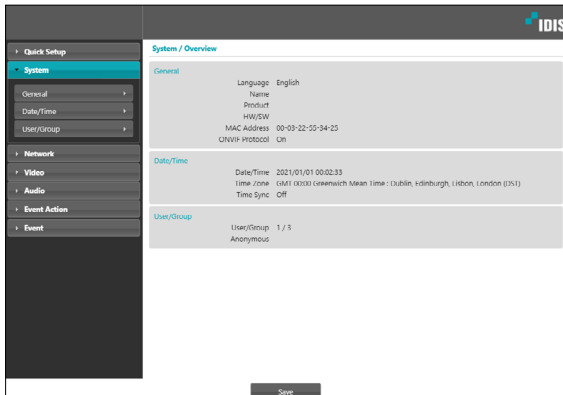 IDIS
Quick Setup
System / Overview
System
General
Date/Time
User/Group
Network
Video
Audio
Event Action
Event
General
Language English
Name
Product
HW/SW
MAC Address 00-03-22-55-34-25
ONVIF Protocol On
Date/Time
Date/Time 2021/01/01 00:02:33
Time Zone GMT 00:00 Greenwich Mean Time : Dublin, Edinburgh, Lisbon, London (DST)
Time Sync Off
User/Group
User/Group 1 / 3
Anonymous
Save